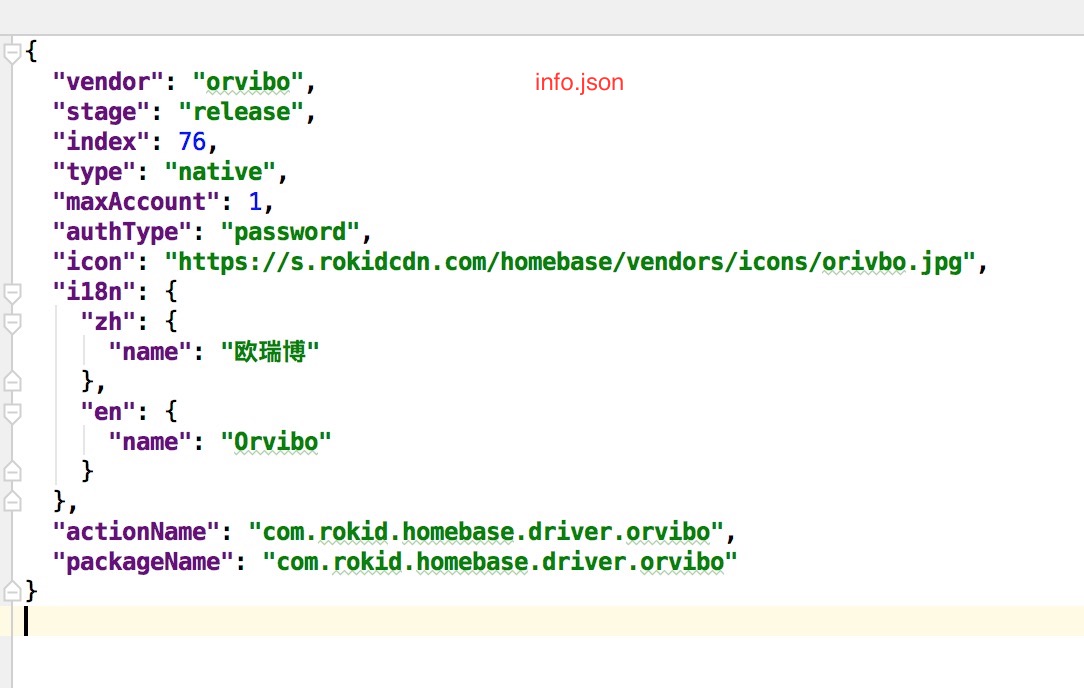 {
  "vendor": "orvibo",
info.json
  "stage": "release",
  "index": 76,
  "type": "native",
  "maxAccount": 1,
  "authType": "password",
  "icon": "https://s.rokidcdn.com/homebase/vendors/icons/orivbo.jpg",
  "i18n": {
    "zh": {
      "name": "欧瑞博"
    },
    "en": {
      "name": "Orvibo"
    }
  },
  "actionName": "com.rokid.homebase.driver.orvibo",
  "packageName": "com.rokid.homebase.driver.orvibo"
}